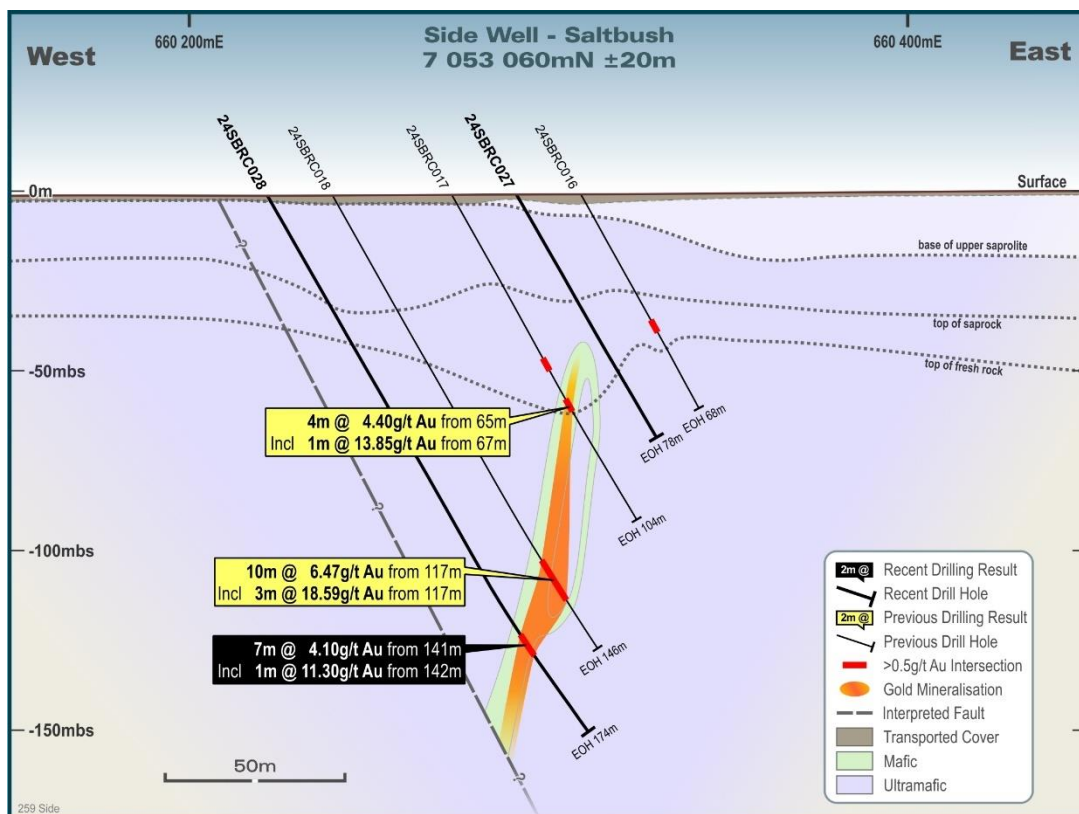 660 200mE
Side Well - Saltbush
7 053 060mN ±20m
660 400mE
West
East
24SBRC028
24SBRC018
24SBRC017
24SBRC027
24SBRC016
0m
Surface
?
base of upper saprolite
top of saprock
-50mbs
top of fresh rock
EOH 68m
4m @ 4.40g/t Au from 65m
Incl 1m @ 13.85g/t Au from 67m
EOH 78m
?
EOH 104m
-100mbs
10m @ 6.47g/t Au from 117m
Incl 3m @ 18.59g/t Au from 117m
7m @ 4.10g/t Au from 141m
Incl 1m @ 11.30g/t Au from 142m
EOH 146m
-150mbs
EOH 174m
50m
?
2m @ Recent Drilling Result
Recent Drill Hole
2m @ Previous Drilling Result
Previous Drill Hole
>0.5g/t Au Intersection
Gold Mineralisation
Interpreted Fault
Transported Cover
Mafic
Ultramafic
259 Side